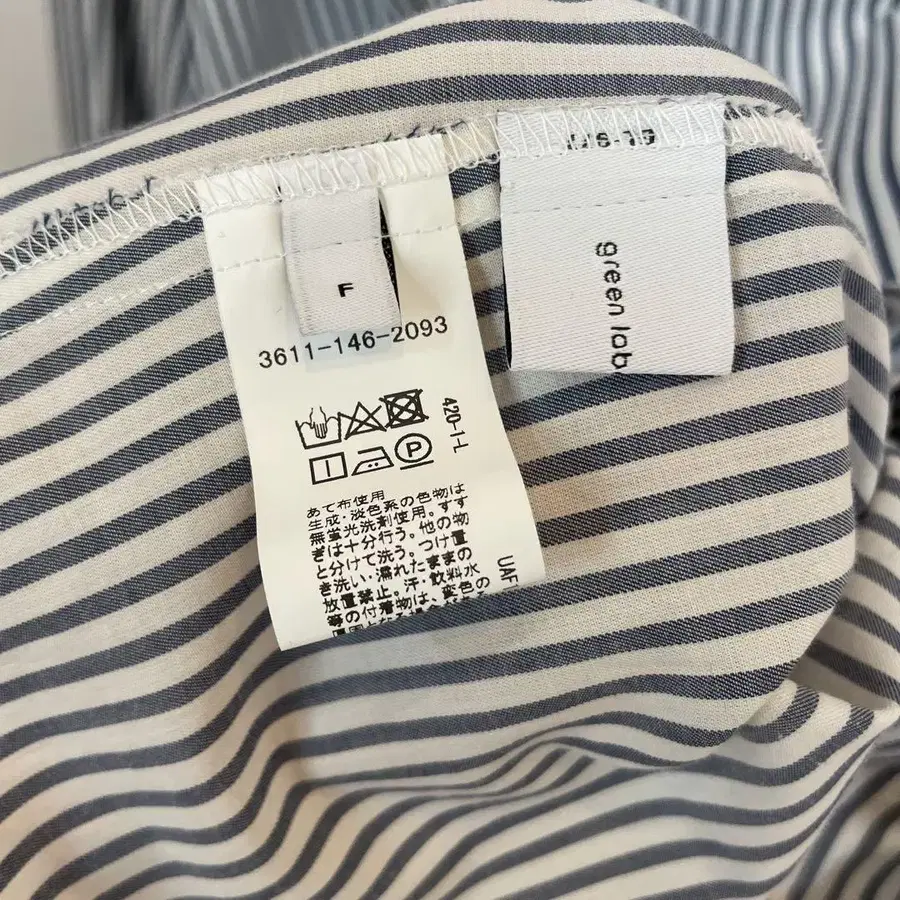 F
3611-146-2093
P
420-1-L
あて布使用
生成・淡色系の色物は
無蛍光洗剤使用。すす
ぎは十分行う。他の物
と分けて洗う。つけ置
き洗い・濡れたままの
放置禁止。汗・飲料水
等の付着物は、変色の
UAF
green lab